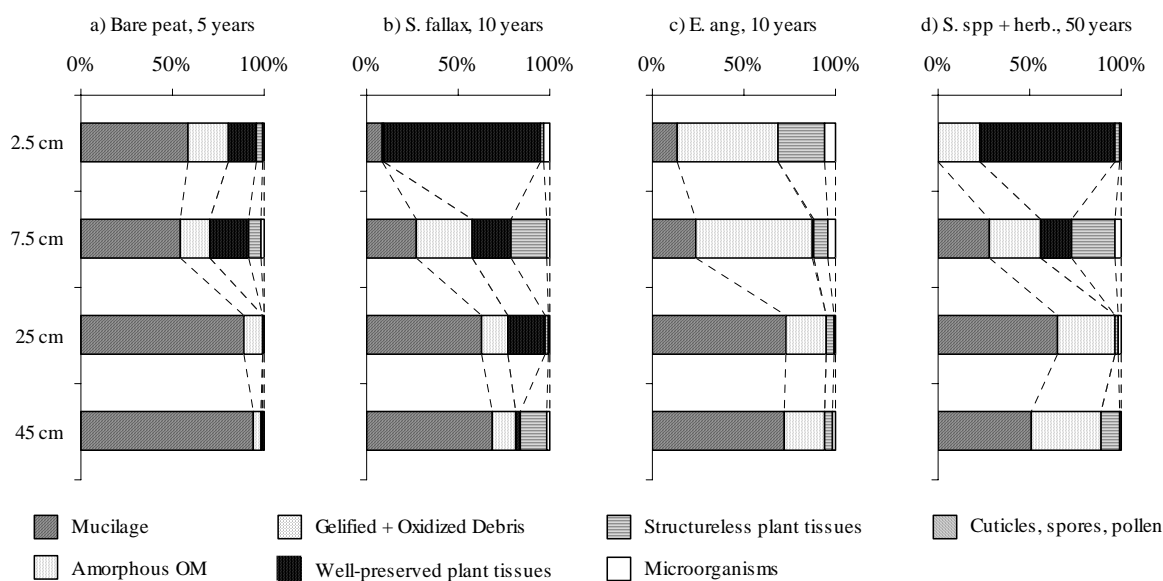 a) Bare peat, 5 years b) S. fallax, 10 years c) E. ang, 10 years d) S. spp + herb., 50 years
0% 50% 100% 0% 50% 100% 0% 50% 100% 0% 50% 100%
2.5 cm
7.5 cm
25 cm
45 cm
Mucilage Gelified + Oxidized Debris Structureless plant tissues Cuticles, spores, pollen
Amorphous OM Well-preserved plant tissues Microorganisms